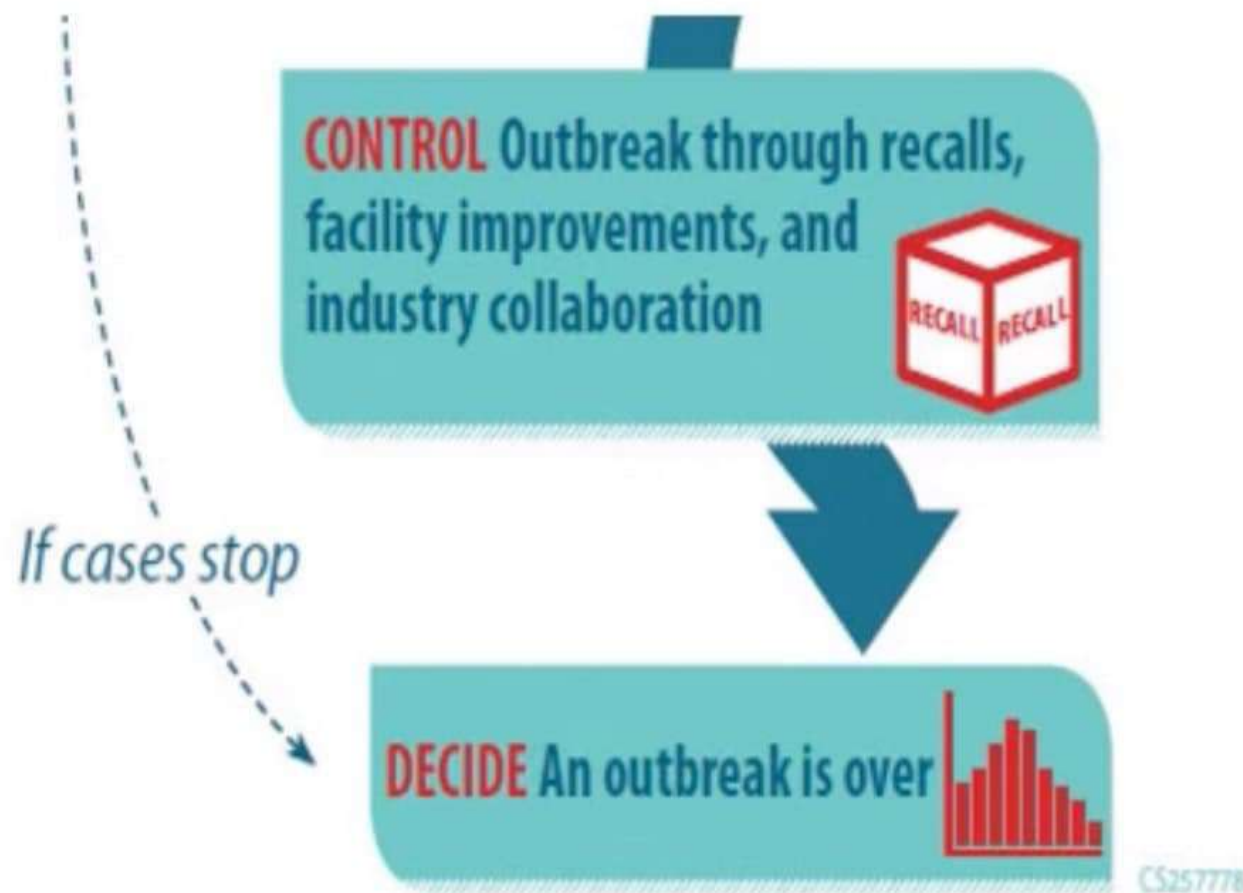 CONTROL Outbreak through recalls,
facility improvements, and
industry collaboration
RECALL RECALL
If cases stop
DECIDE An outbreak is over
CS257778